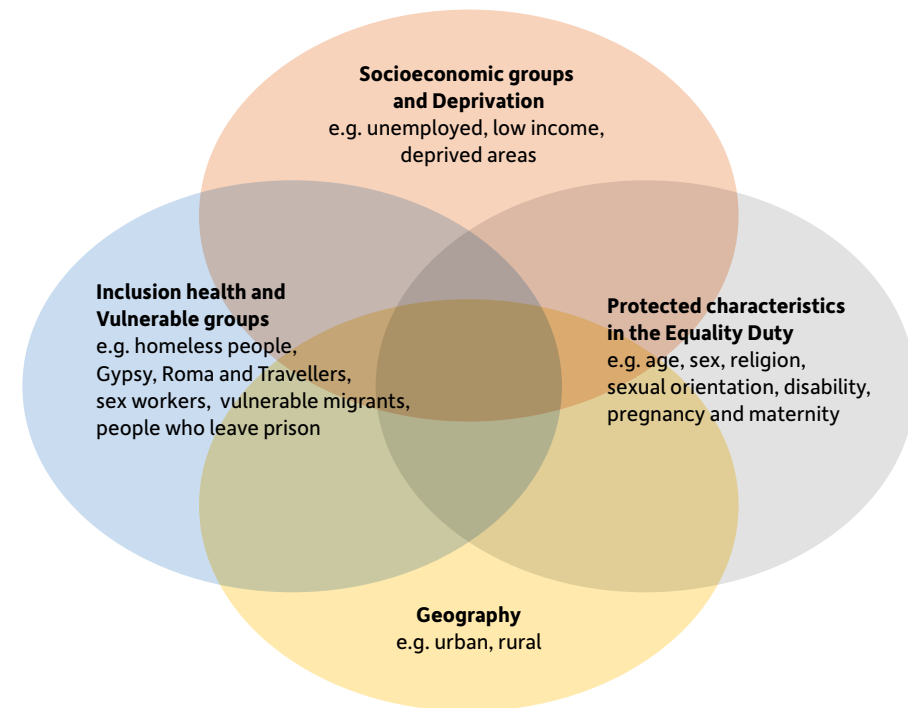 Socioeconomic groups
and Deprivation
e.g. unemployed, low income,
deprived areas
Inclusion health and
Vulnerable groups
e.g. homeless people,
Gypsy, Roma and Travellers,
sex workers, vulnerable migrants,
people who leave prison
Protected characteristics
in the Equality Duty
e.g. age, sex, religion,
sexual orientation, disability,
pregnancy and maternity
Geography
e.g. urban, rural